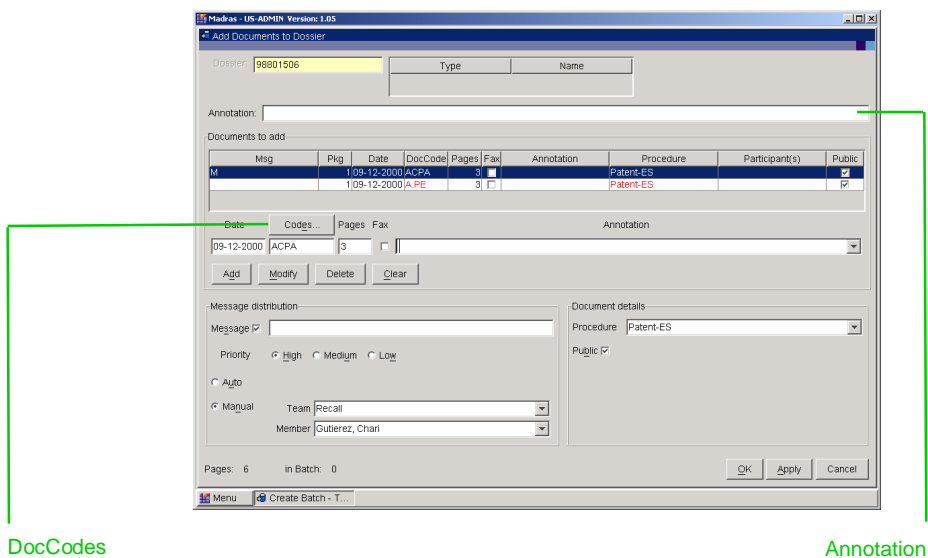 Madras - US-ADMIN Version: 1.05
Add Documents to Dossier
Dossier: 98801506
Type Name
Annotation:
Documents to add
Msg Pkg Date DocCode Pages Fax Annotation Procedure Participant(s) Public
M 1 09-12-2000 ACPA 3 Patent-ES
1 09-12-2000 A.PE 3 Patent-ES
Date Codes... Pages Fax Annotation
09-12-2000 ACPA 3
Add Modify Delete Clear
Message distribution
Message
Priority High Medium Low
Auto
Manual Team Recall
Member Gutierez, Chari
Document details
Procedure Patent-ES
Public
Pages: 6 in Batch: 0
OK Apply Cancel
Menu Create Batch - T...
DocCodes
Annotation